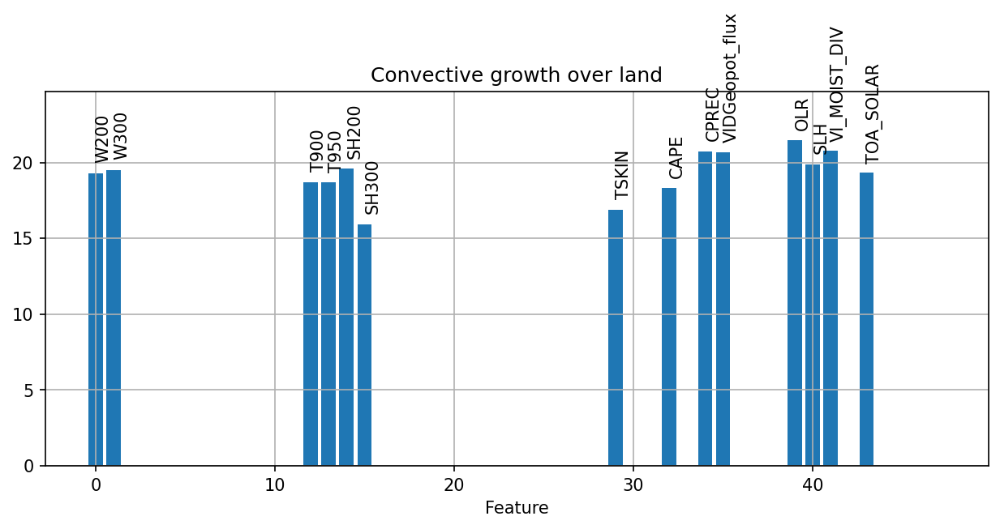 Convective growth over land
W200
W300
T900
T950
SH200
SH300
TSKIN
CAPE
CPREC
VIDGeopot_flux
OLR
SLH
VI_MOIST_DIV
TOA_SOLAR
20
15
10
5
0
0 10 20 30 40
Feature